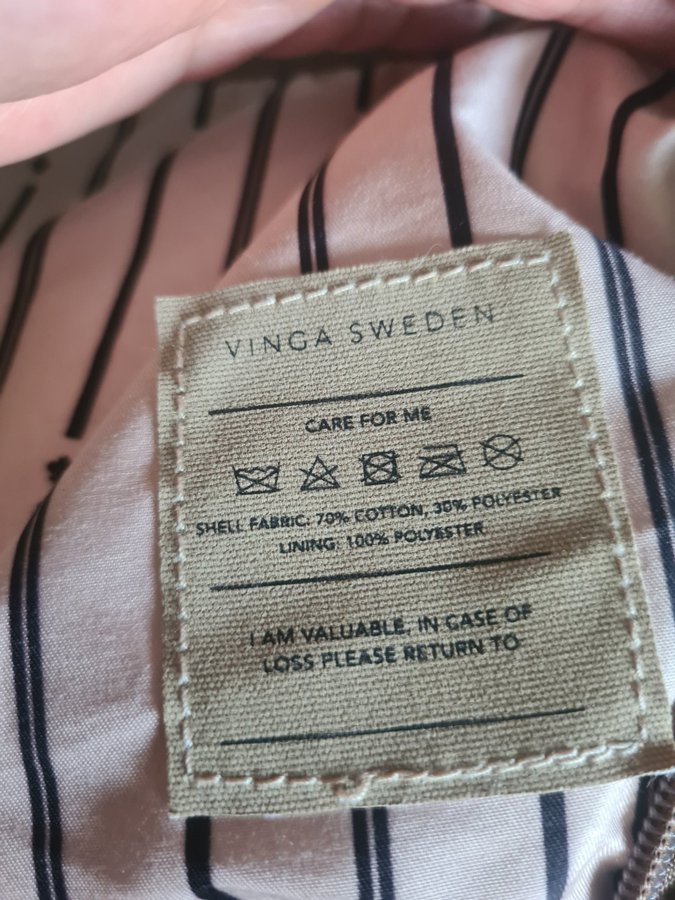 VINGA SWEDEN
CARE FOR ME
SHELL FABRIC: 70% COTTON, 30% POLYESTER
LINING: 100% POLYESTER
I AM VALUABLE, IN CASE OF
LOSS PLEASE RETURN TO